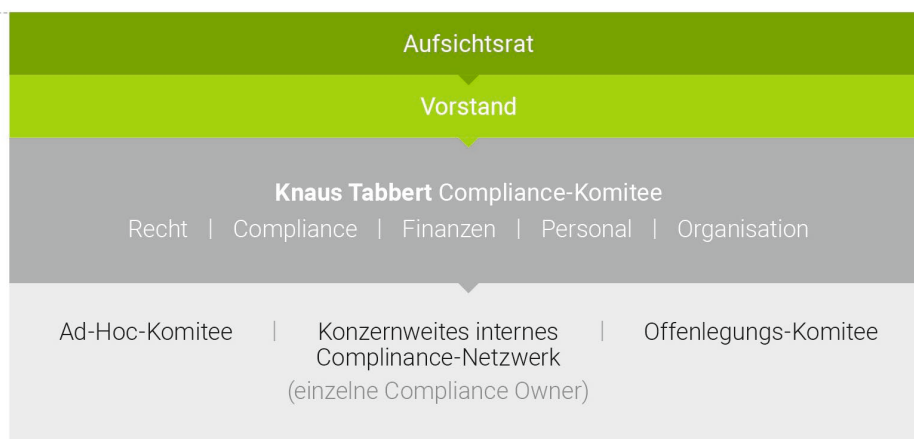 Aufsichtsrat
Vorstand
Knaus Tabbert Compliance-Komitee
Recht | Compliance | Finanzen | Personal | Organisation
Ad-Hoc-Komitee | Konzernweites internes | Offenlegungs-Komitee
Complinance-Netzwerk
(einzelne Compliance Owner)